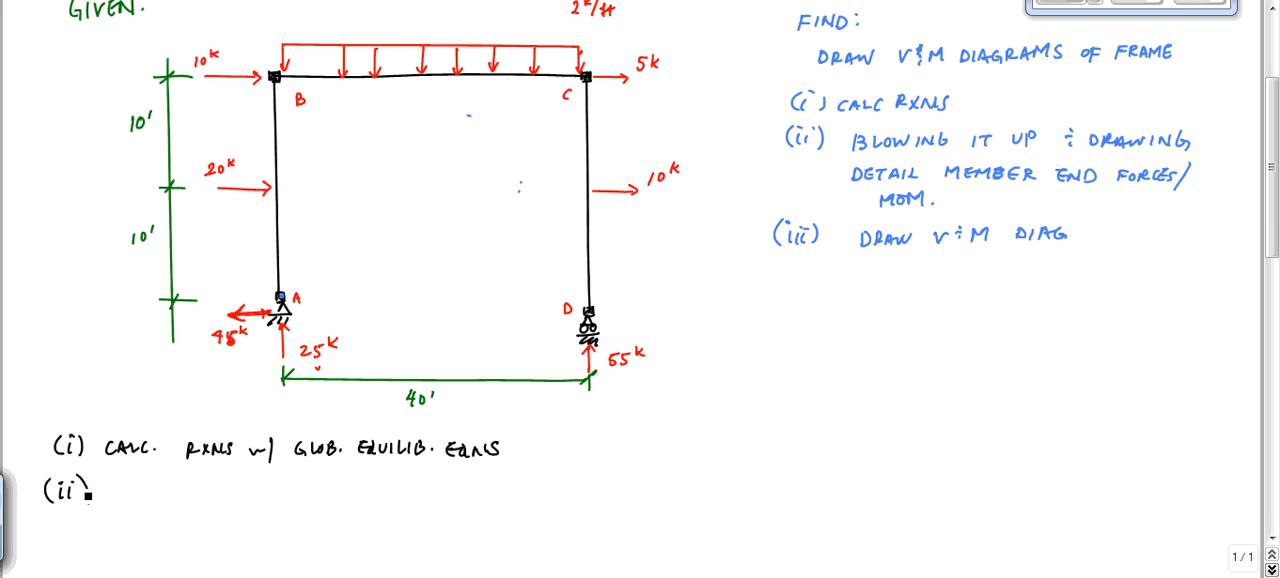 GIVEN:
2k/ft
10k
5k
B
C
10'
20k
10k
10'
A
D
45k
25k
55k
40'
(i) CALC. RXNS w/ GLOB. EQUILIB. EQNS
(ii)
FIND:
DRAW V & M DIAGRAMS OF FRAME
(i) CALC RXNS
(ii) BLOWING IT UP & DRAWING
DETAIL MEMBER END FORCES/
MOM.
(iii) DRAW V & M DIAG
1 / 1